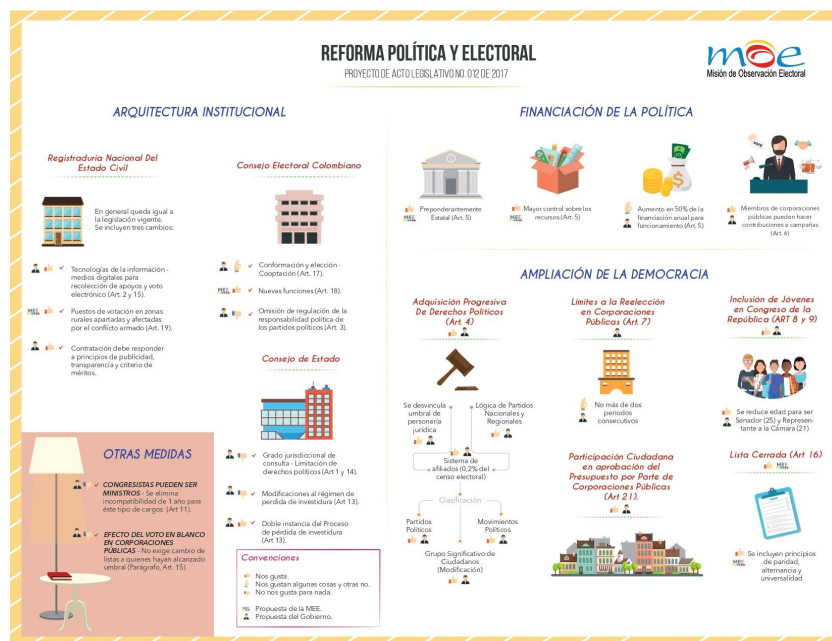 REFORMA POLÍTICA Y ELECTORAL
PROYECTO DE ACTO LEGISLATIVO NO. 012 DE 2017
moe
Misión de Observación Electoral
ARQUITECTURA INSTITUCIONAL
Registraduría Nacional Del
Estado Civil
En general queda igual a
la legislación vigente.
Se incluyen tres cambios:
Tecnologías de la información -
medios digitales para
recolección de apoyos y voto
electrónico (Art. 2 y 15).
MEE
Puestos de votación en zonas
rurales apartadas y afectadas
por el conflicto armado (Art. 19).
Contratación debe responder
a principios de publicidad,
transparencia y criterio de
méritos.
Consejo Electoral Colombiano
Conformación y elección -
Cooptación (Art. 17).
MEE
Nuevas funciones (Art. 18).
Omisión de regulación de la
responsabilidad política de
los partidos políticos (Art. 3).
Consejo de Estado
Grado jurisdiccional de
consulta - Limitación de
derechos políticos (Art 1 y 14).
Modificaciones al régimen de
perdida de investidura (Art 13).
Doble instancia del Proceso
de pérdida de investidura
(Art 13).
OTRAS MEDIDAS
CONGRESISTAS PUEDEN SER
MINISTROS - Se elimina
incompatibilidad de 1 año para
éste tipo de cargos (Art 11).
EFECTO DEL VOTO EN BLANCO
EN CORPORACIONES
PÚBLICAS - No exige cambio de
listas a quienes hayan alcanzado
umbral (Parágrafo, Art. 15).
Convenciones
Nos gusta.
Nos gustan algunas cosas y otras no.
No nos gusta para nada.
MEE Propuesta de la MEE.
Propuesta del Gobierno.
FINANCIACIÓN DE LA POLÍTICA
MEE
Preponderantemente
Estatal (Art. 5)
MEE
Mayor control sobre los
recursos (Art. 5)
$
Aumento en 50% de la
financiación anual para
funcionamiento (Art. 5)
VOTE
Miembros de corporaciones
públicas pueden hacer
contribuciones a campañas
(Art. 6)
AMPLIACIÓN DE LA DEMOCRACIA
Adquisición Progresiva
De Derechos Políticos
(Art. 4)
Se desvincula
umbral de
personería
jurídica
Lógica de Partidos
Nacionales y
Regionales
Sistema de
afiliados (0,2% del
censo electoral)
Clasificación
Partidos
Políticos
Movimientos
Políticos
Grupo Significativo de
Ciudadanos
(Modificación)
Limites a la Reelección
en Corporaciones
Públicas (Art. 7)
No más de dos
periodos
consecutivos
Participación Ciudadana
en aprobación del
Presupuesto por Parte de
Corporaciones Públicas
(Art 21).
Inclusión de Jóvenes
en Congreso de la
República (ART 8 y 9)
Se reduce edad para ser
Senador (25) y Represen-
tante a la Cámara (21)
Lista Cerrada (Art 16)
MEE
MEE
Se incluyen principios
de paridad,
alternancia y
universalidad